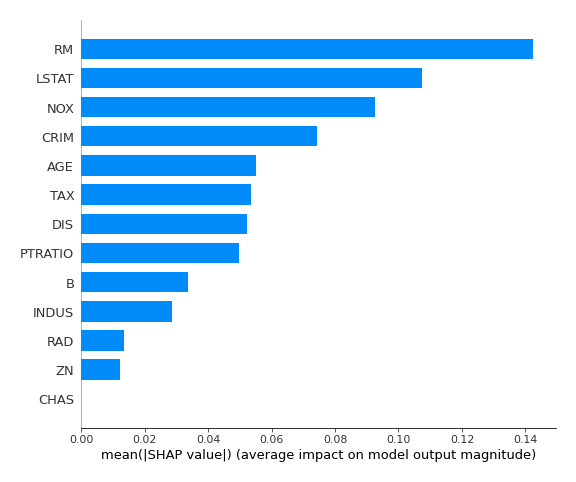 RM
LSTAT
NOX
CRIM
AGE
TAX
DIS
PTRATIO
B
INDUS
RAD
ZN
CHAS
0.00 0.02 0.04 0.06 0.08 0.10 0.12 0.14
mean(|SHAP value|) (average impact on model output magnitude)